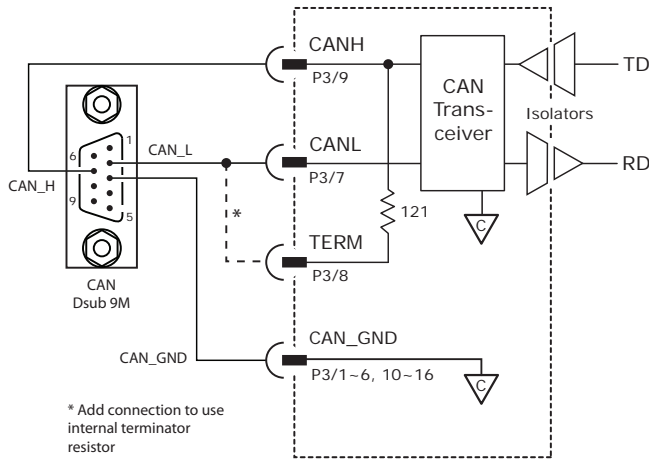 CANH
P3/9
CAN
Trans-
ceiver
TD
Isolators
1
6
CAN_L
CANL
CAN_H
P3/7
RD
9
5
*
121
C
TERM
P3/8
CAN
Dsub 9M
CAN_GND
CAN_GND
P3/1~6, 10~16
C
* Add connection to use
internal terminator
resistor